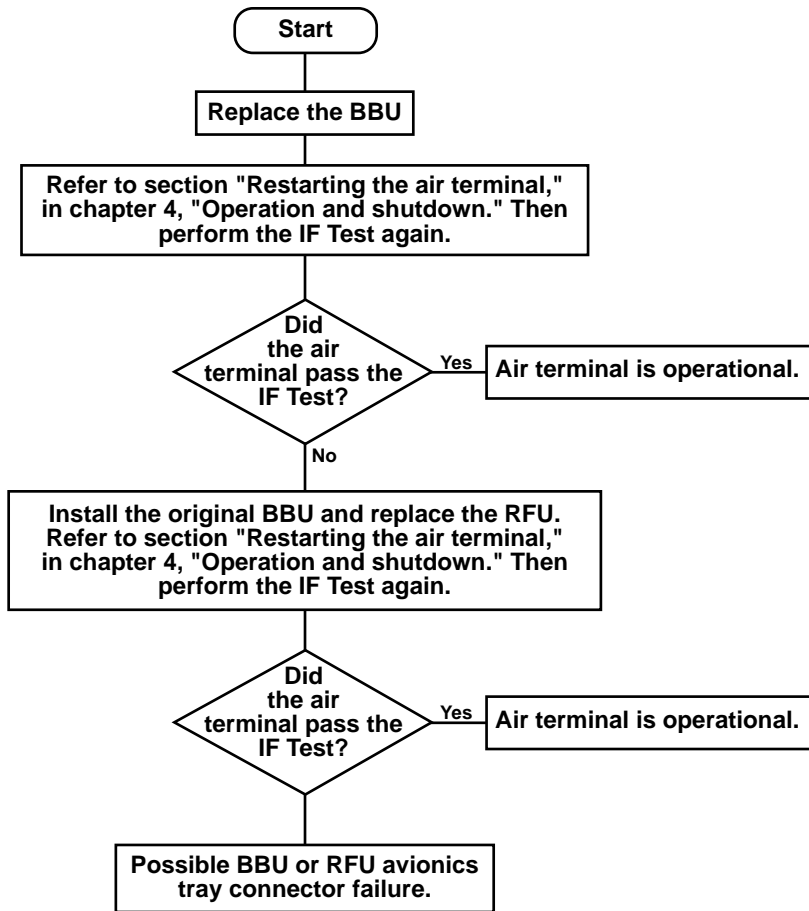 Start
Replace the BBU
Refer to section "Restarting the air terminal,"
in chapter 4, "Operation and shutdown." Then
perform the IF Test again.
Did
the air
terminal pass the
IF Test?
Yes
Air terminal is operational.
No
Install the original BBU and replace the RFU.
Refer to section "Restarting the air terminal,"
in chapter 4, "Operation and shutdown." Then
perform the IF Test again.
Did
the air
terminal pass the
IF Test?
Yes
Air terminal is operational.
Possible BBU or RFU avionics
tray connector failure.